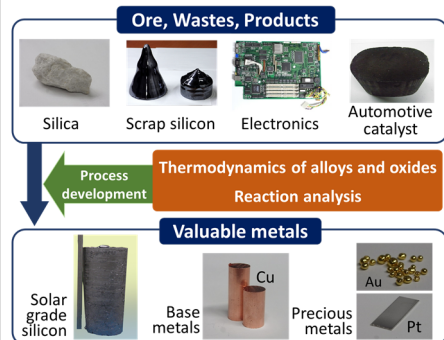 Ore, Wastes, Products
Silica
Scrap silicon
Electronics
Automotive
catalyst
Process
development
Thermodynamics of alloys and oxides
Reaction analysis
Valuable metals
Solar
grade
silicon
Base
metals
Cu
Precious
metals
Au
Pt